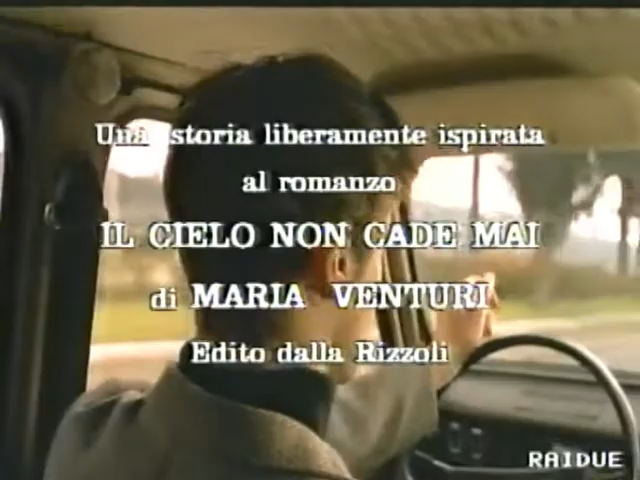 Una storia liberamente ispirata
al romanzo
IL CIELO NON CADE MAI
di MARIA VENTURI
Edito dalla Rizzoli
RAIDUE